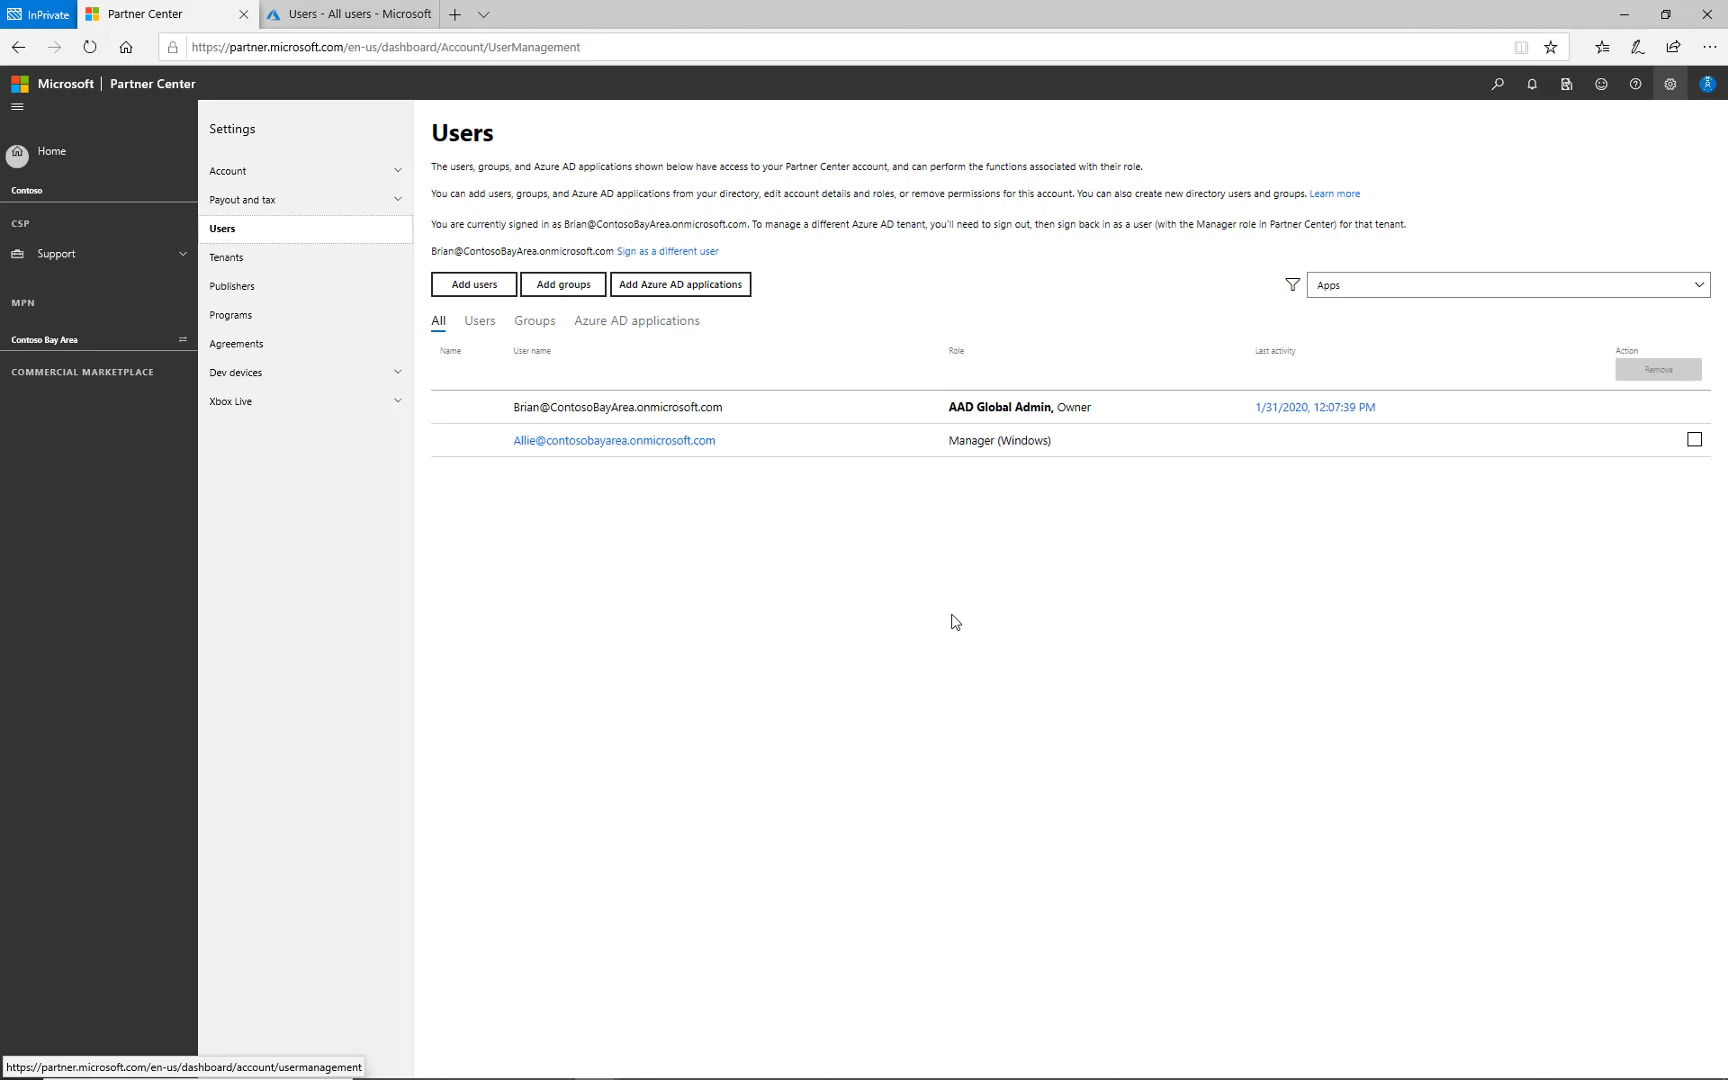 InPrivate
Partner Center
Users - All users - Microsoft
https://partner.microsoft.com/en-us/dashboard/Account/UserManagement
Microsoft | Partner Center
Home
Contoso
CSP
Support
MPN
Contoso Bay Area
COMMERCIAL MARKETPLACE
Settings
Account
Payout and tax
Users
Tenants
Publishers
Programs
Agreements
Dev devices
Xbox Live
Users
The users, groups, and Azure AD applications shown below have access to your Partner Center account, and can perform the functions associated with their role.
You can add users, groups, and Azure AD applications from your directory, edit account details and roles, or remove permissions for this account. You can also create new directory users and groups. Learn more
You are currently signed in as Brian@ContosoBayArea.onmicrosoft.com. To manage a different Azure AD tenant, you'll need to sign out, then sign back in as a user (with the Manager role in Partner Center) for that tenant.
Brian@ContosoBayArea.onmicrosoft.com Sign as a different user
Add users Add groups Add Azure AD applications
Apps
All Users Groups Azure AD applications
Name User name Role Last activity Action
Remove
Brian@ContosoBayArea.onmicrosoft.com AAD Global Admin, Owner 1/31/2020, 12:07:39 PM
Allie@contosobayarea.onmicrosoft.com Manager (Windows)
https://partner.microsoft.com/en-us/dashboard/account/usermanagement